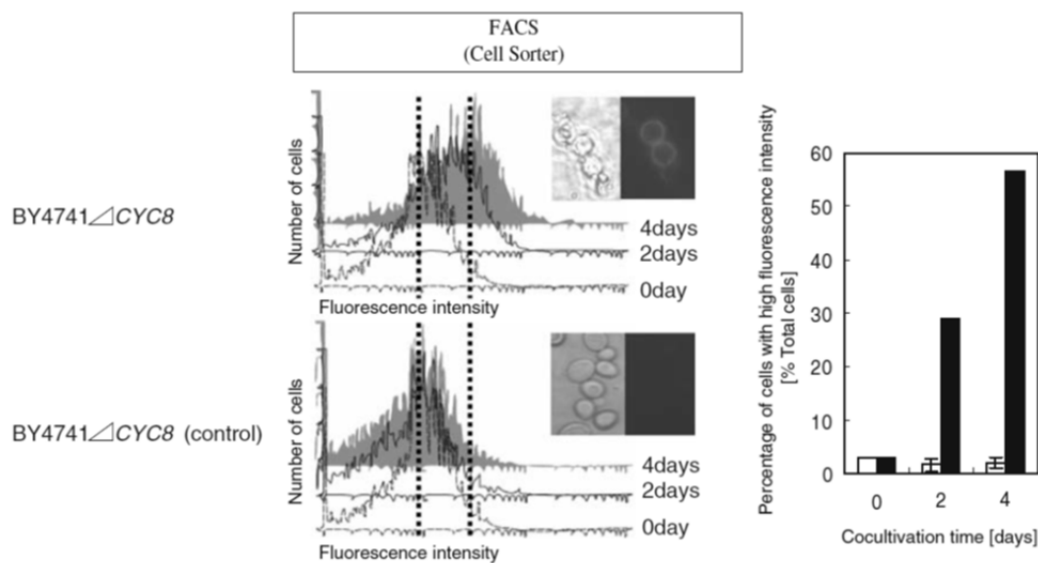 FACS
(Cell Sorter)
BY4741⊿CYC8
Number of cells
4days
2days
0day
Fluorescence intensity
BY4741⊿CYC8 (control)
Number of cells
4days
2days
0day
Fluorescence intensity
Percentage of cells with high fluorescence intensity
[% Total cells]
60
50
40
30
20
10
0
0 2 4
Cocultivation time [days]